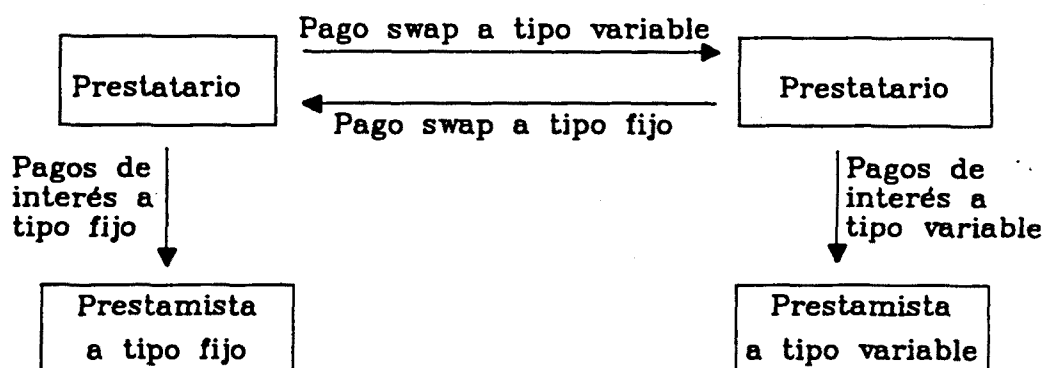 Pago swap a tipo variable
Prestatario
Prestatario
Pago swap a tipo fijo
Pagos de
interés a
tipo fijo
Pagos de
interés a
tipo variable
Prestamista
a tipo fijo
Prestamista
a tipo variable